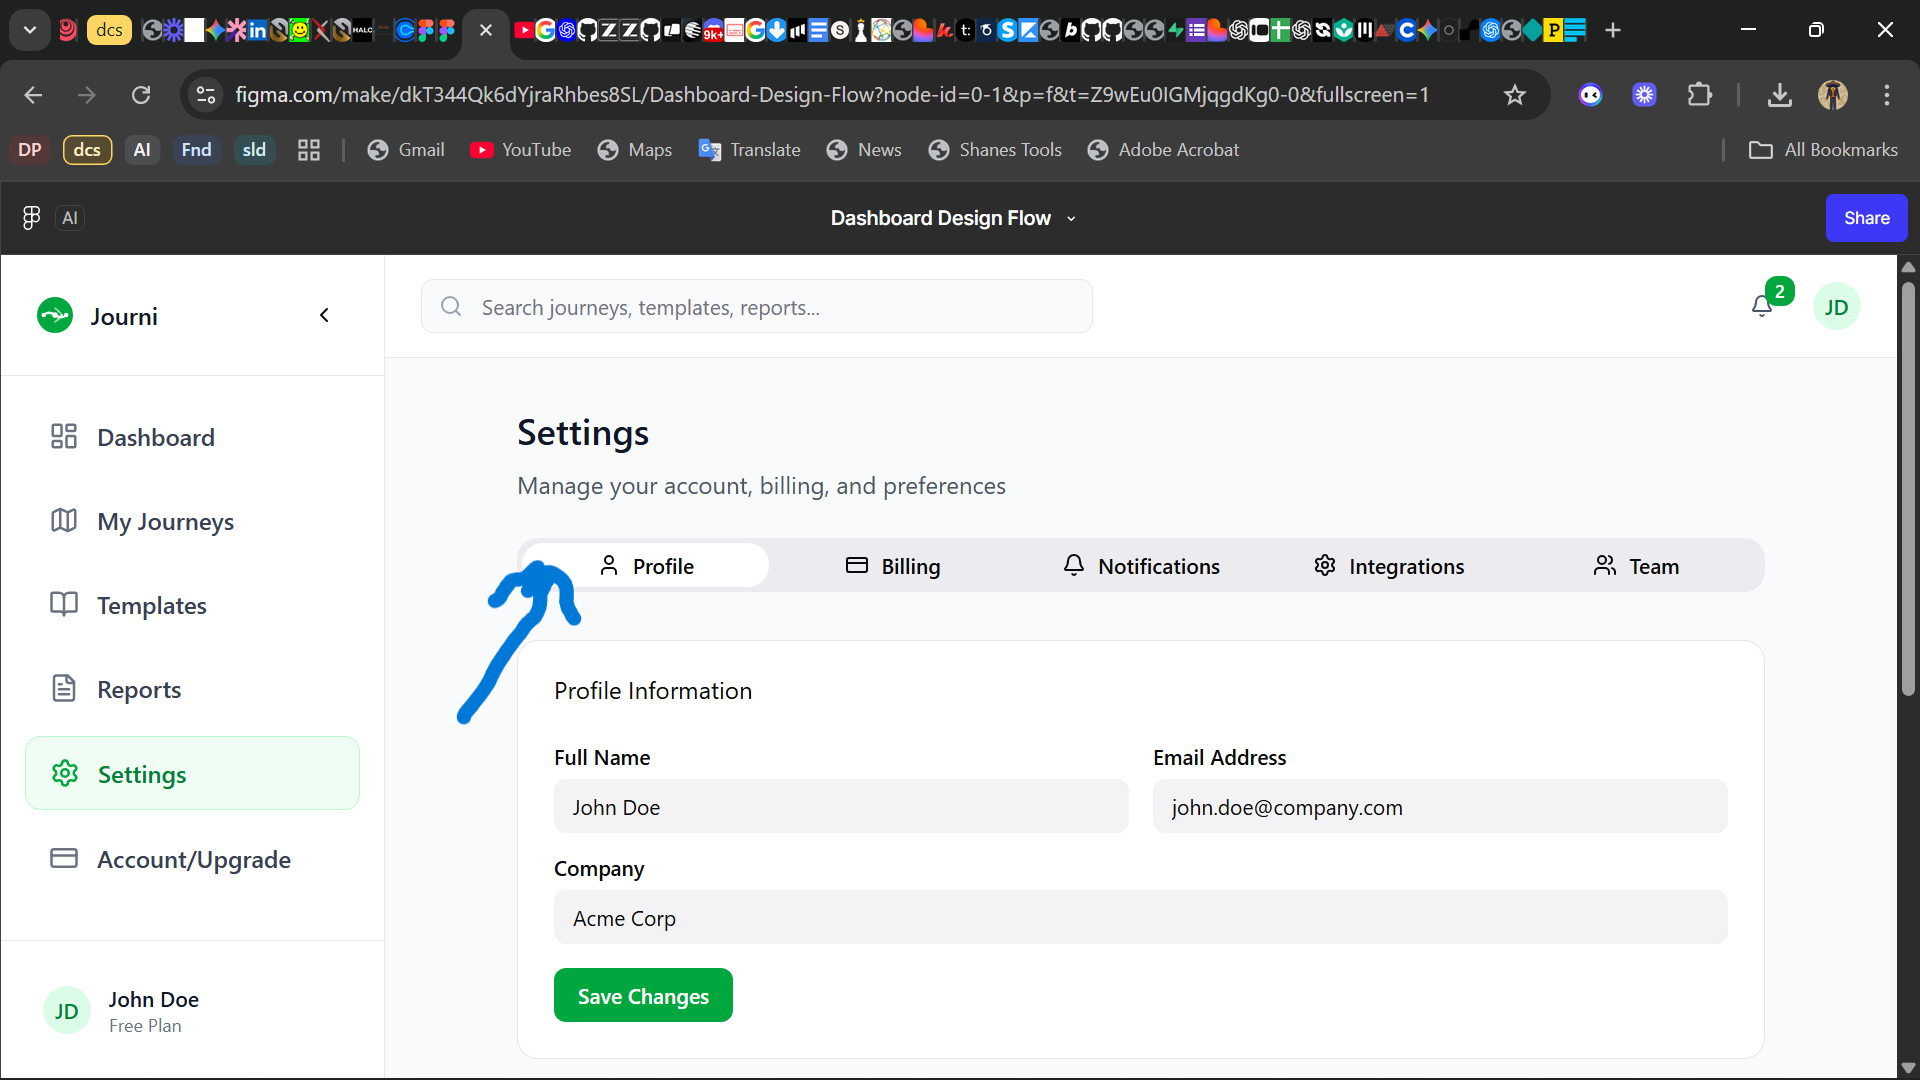 dcs
figma.com/make/dkT344Qk6dYjraRhbes8SL/Dashboard-Design-Flow?node-id=0-1&p=f&t=Z9wEu0IGMjqgdKg0-0&fullscreen=1
DP dcs AI Fnd sld Gmail YouTube Maps Translate News Shanes Tools Adobe Acrobat All Bookmarks
AI Dashboard Design Flow Share
Journi
Search journeys, templates, reports...
2
JD
Dashboard
My Journeys
Templates
Reports
Settings
Account/Upgrade
JD
John Doe
Free Plan
Settings
Manage your account, billing, and preferences
Profile Billing Notifications Integrations Team
Profile Information
Full Name Email Address
John Doe john.doe@company.com
Company
Acme Corp
Save Changes